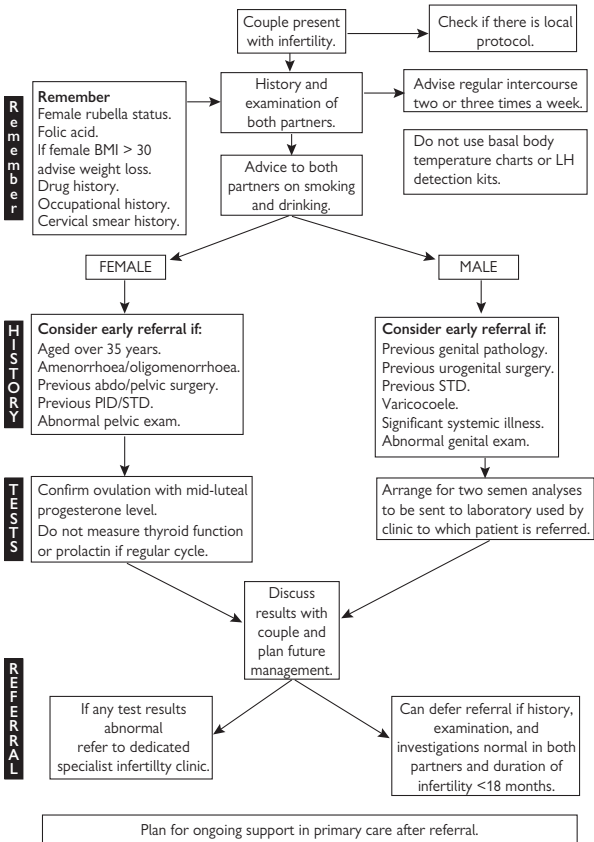 Couple present
with infertility.
Check if there is local
protocol.
Remember
Remember
Female rubella status.
Folic acid.
If female BMI > 30
advise weight loss.
Drug history.
Occupational history.
Cervical smear history.
History and
examination of
both partners.
Advise regular intercourse
two or three times a week.
Do not use basal body
temperature charts or LH
detection kits.
Advice to both
partners on smoking
and drinking.
FEMALE
MALE
HISTORY
Consider early referral if:
Aged over 35 years.
Amenorrhoea/oligomenorrhoea.
Previous abdo/pelvic surgery.
Previous PID/STD.
Abnormal pelvic exam.
Consider early referral if:
Previous genital pathology.
Previous urogenital surgery.
Previous STD.
Varicocoele.
Significant systemic illness.
Abnormal genital exam.
TESTS
Confirm ovulation with mid-luteal
progesterone level.
Do not measure thyroid function
or prolactin if regular cycle.
Arrange for two semen analyses
to be sent to laboratory used by
clinic to which patient is referred.
Discuss
results with
couple and
plan future
management.
REFERRAL
If any test results
abnormal
refer to dedicated
specialist infertillty clinic.
Can defer referral if history,
examination, and
investigations normal in both
partners and duration of
infertility <18 months.
Plan for ongoing support in primary care after referral.